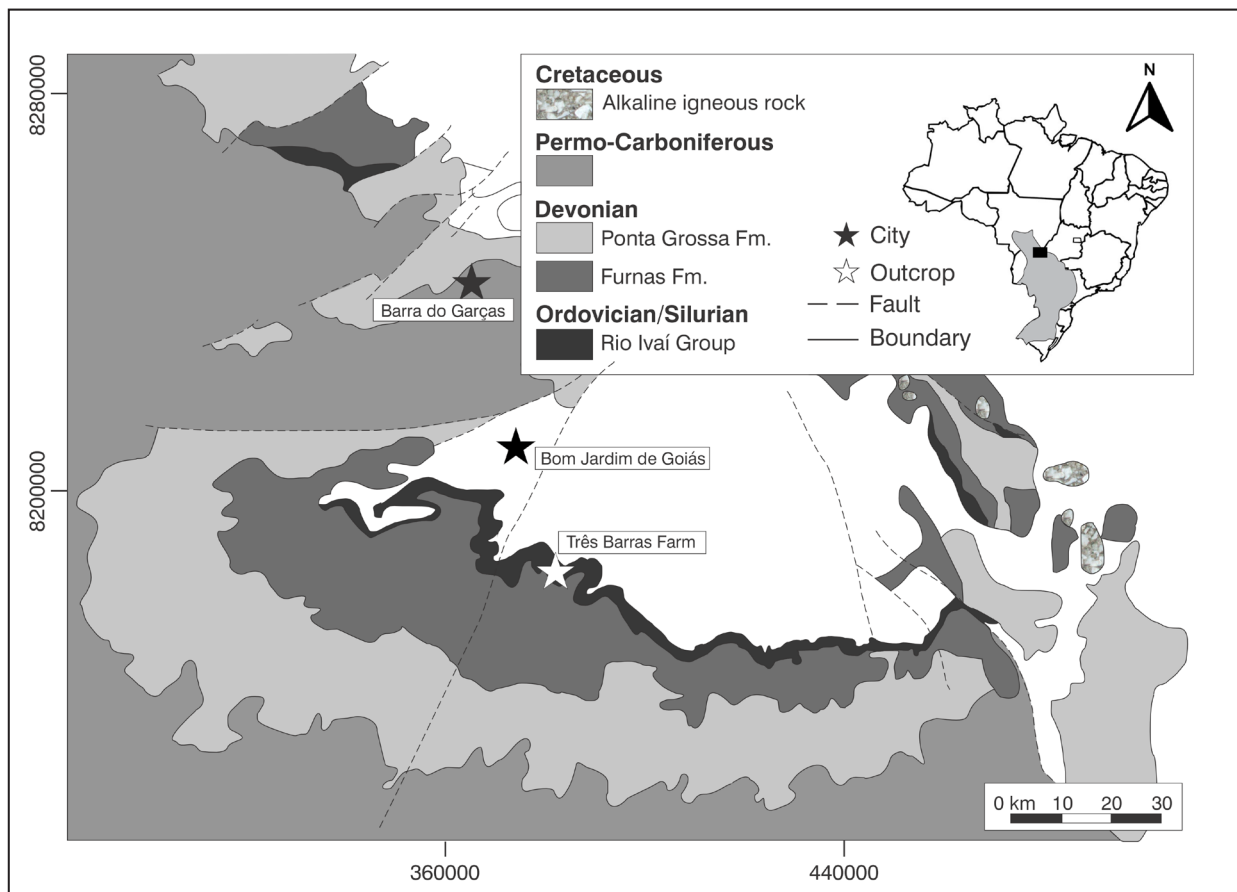 8280000
8200000
Cretaceous
Alkaline igneous rock
Permo-Carboniferous
Devonian
Ponta Grossa Fm.
Furnas Fm.
Ordovician/Silurian
Rio Ivaí Group
N
City
Outcrop
Fault
Boundary
Barra do Garças
Bom Jardim de Goiás
Três Barras Farm
0 km 10 20 30
360000
440000